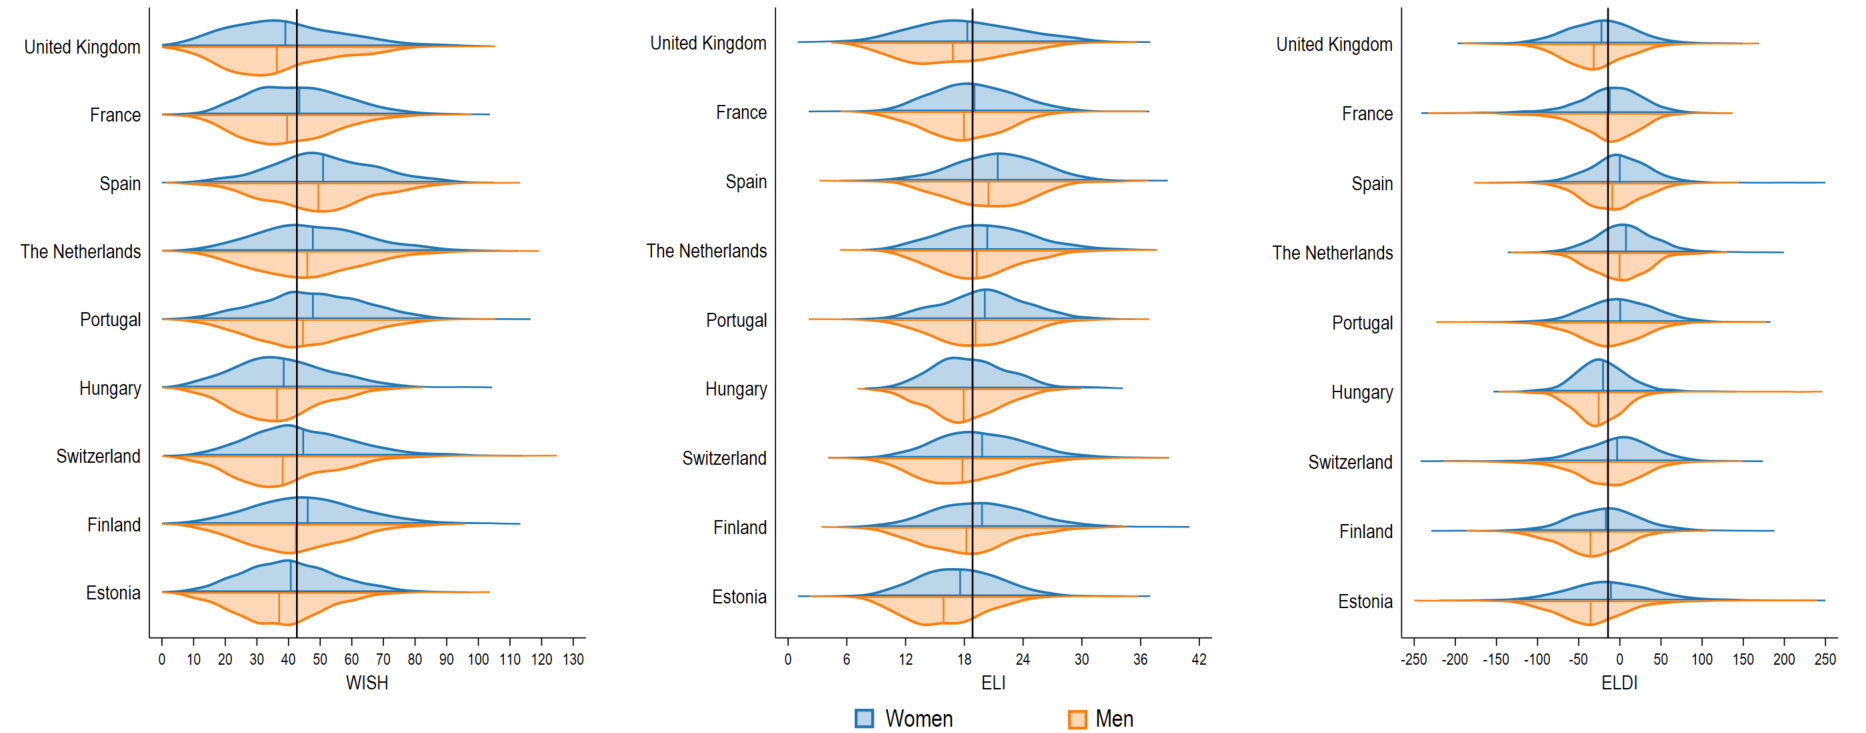 United Kingdom
France
Spain
The Netherlands
Portugal
Hungary
Switzerland
Finland
Estonia
0 10 20 30 40 50 60 70 80 90 100 110 120 130
WISH
United Kingdom
France
Spain
The Netherlands
Portugal
Hungary
Switzerland
Finland
Estonia
0 6 12 18 24 30 36 42
ELI
United Kingdom
France
Spain
The Netherlands
Portugal
Hungary
Switzerland
Finland
Estonia
-250 -200 -150 -100 -50 0 50 100 150 200 250
ELDI
Women Men